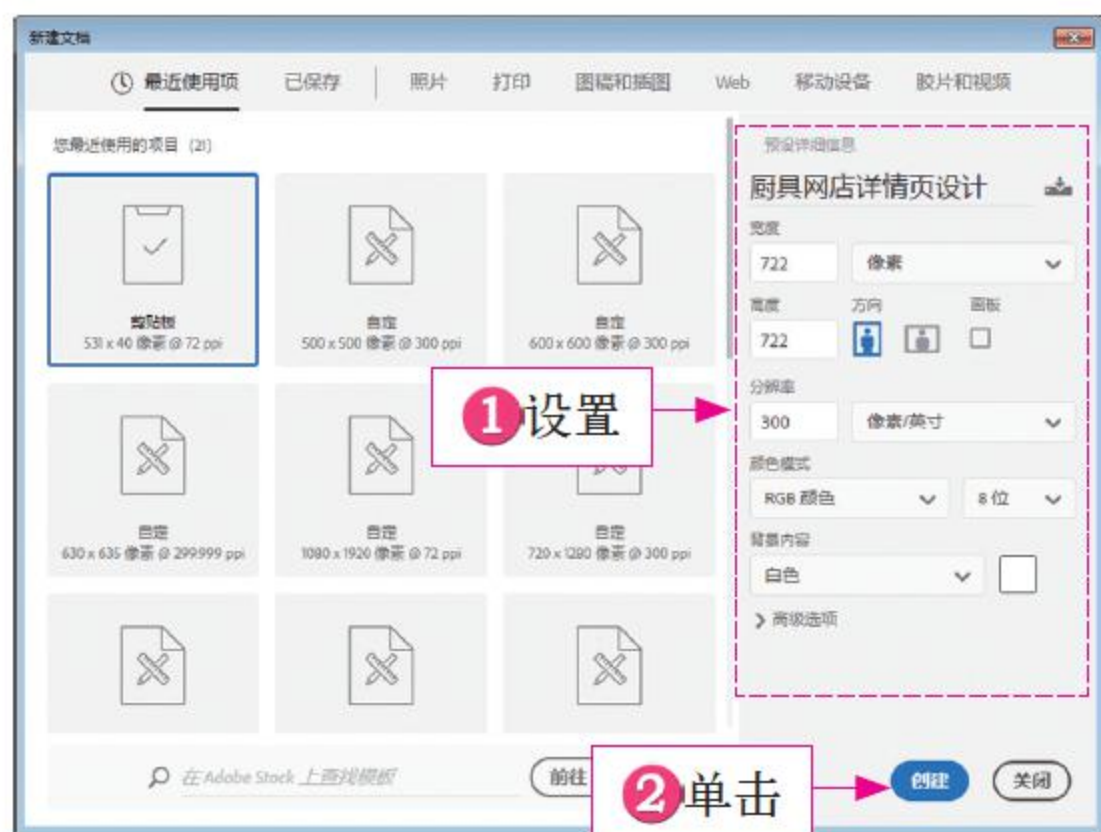 新建文档
最近使用项 已保存 照片 打印 图稿和插图 Web 移动设备 胶片和视频
您最近使用的项目 (21)
剪贴板
531 x 40 像素 @ 72 ppi
自定
500 x 500 像素 @ 300 ppi
自定
600 x 600 像素 @ 300 ppi
自定
630 x 635 像素 @ 299.999 ppi
自定
1080 x 1920 像素 @ 72 ppi
自定
720 x 1280 像素 @ 300 ppi
在 Adobe Stock 上查找模板
前往
预设详细信息
厨具网店详情页设计
宽度
722 像素
高度 方向 画板
722
分辨率
300 像素/英寸
颜色模式
RGB 颜色 8 位
背景内容
白色
高级选项
1设置
2单击
创建 关闭